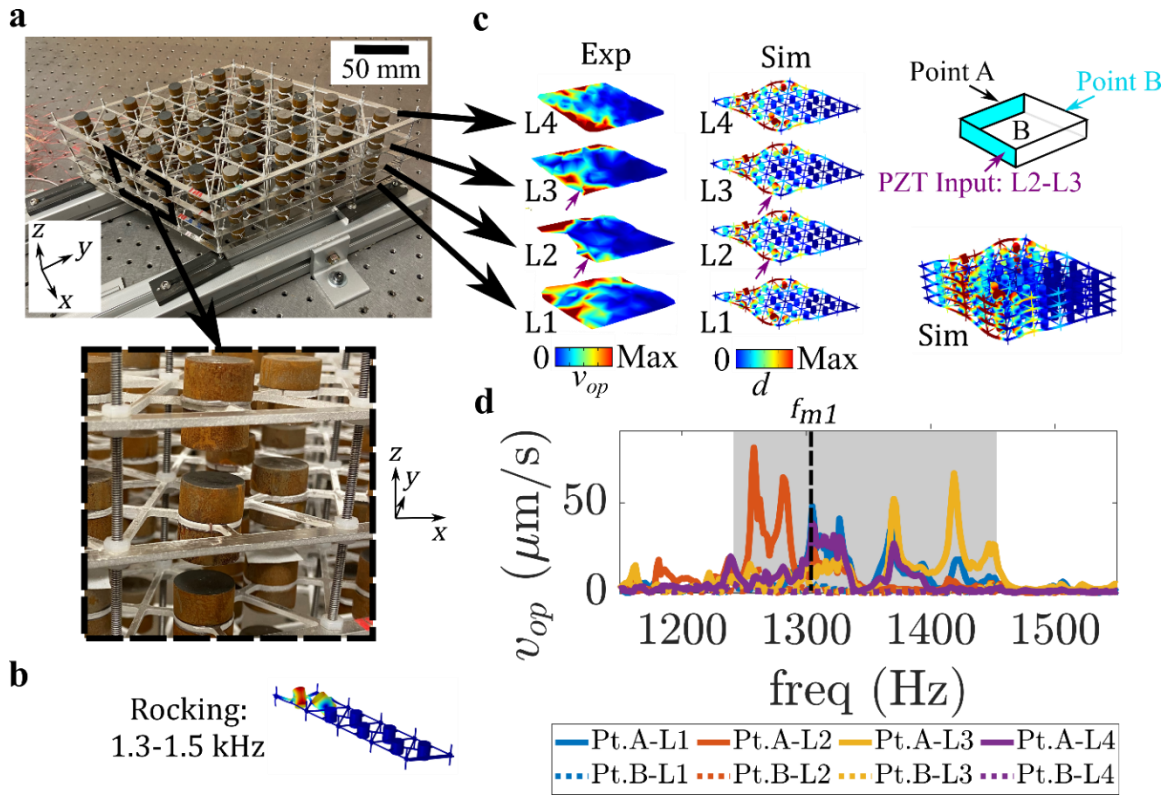 a
50 mm
z
y
x
z
y
x
b
Rocking:
1.3-1.5 kHz
c
Exp
Sim
L4
L3
L2
L1
0 Max
v_op
L4
L3
L2
L1
0 Max
d
Point A
Point B
B
PZT Input: L2-L3
Sim
d
f_m1
v_op (μm/s)
50
0
1200 1300 1400 1500
freq (Hz)
Pt.A-L1 Pt.A-L2 Pt.A-L3 Pt.A-L4
Pt.B-L1 Pt.B-L2 Pt.B-L3 Pt.B-L4